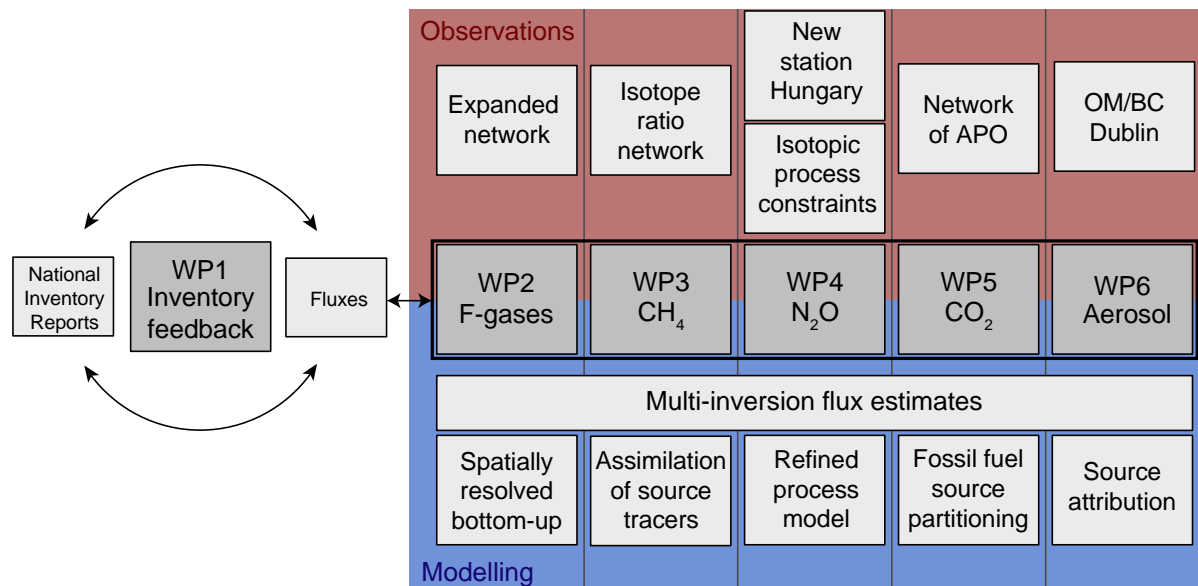 Observations
Expanded
network
Isotope
ratio
network
New
station
Hungary
Isotopic
process
constraints
Network
of APO
OM/BC
Dublin
National
Inventory
Reports
WP1
Inventory
feedback
Fluxes
WP2
F-gases
WP3
CH₄
WP4
N₂O
WP5
CO₂
WP6
Aerosol
Multi-inversion flux estimates
Spatially
resolved
bottom-up
Assimilation
of source
tracers
Refined
process
model
Fossil fuel
source
partitioning
Source
attribution
Modelling